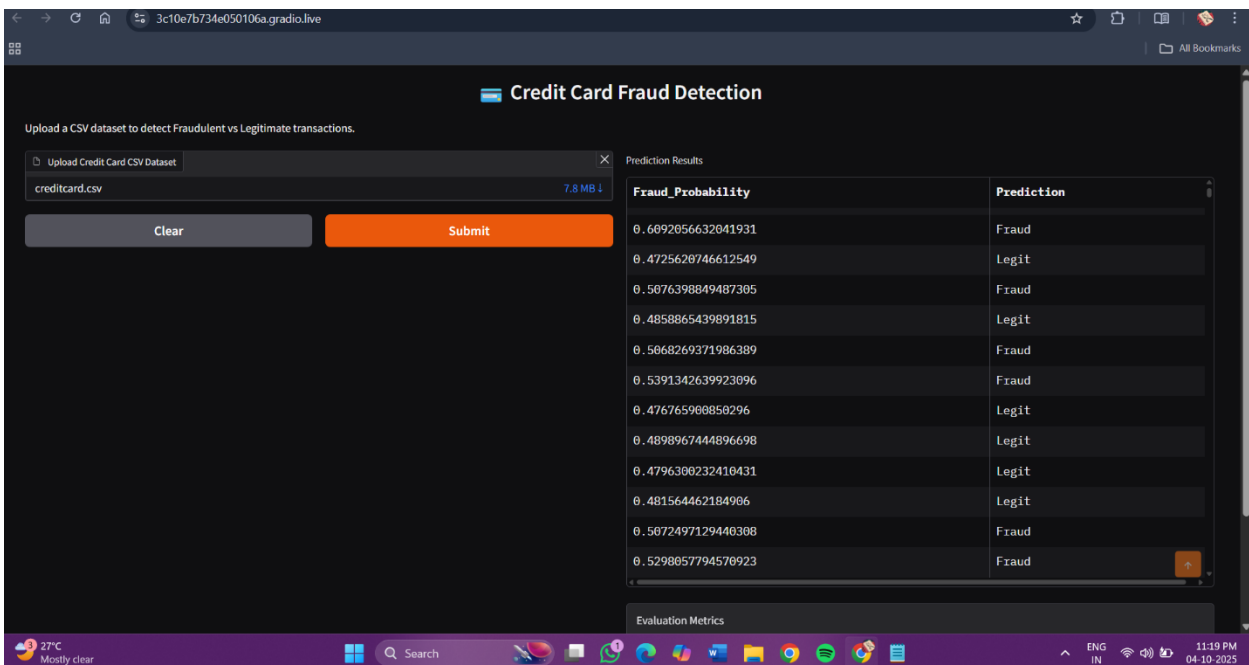 3c10e7b734e050106a.gradio.live
All Bookmarks
Credit Card Fraud Detection
Upload a CSV dataset to detect Fraudulent vs Legitimate transactions.
Upload Credit Card CSV Dataset
creditcard.csv 7.8 MB ↓
Clear Submit
Prediction Results
Fraud_Probability Prediction
0.6092056632041931 Fraud
0.4725620746612549 Legit
0.5076398849487305 Fraud
0.4858865439891815 Legit
0.5068269371986389 Fraud
0.5391342639923096 Fraud
0.476765900850296 Legit
0.4898967444896698 Legit
0.4796300232410431 Legit
0.481564462184906 Legit
0.5072497129440308 Fraud
0.5298057794570923 Fraud
Evaluation Metrics
3
27°C
Mostly clear
Search
1
W
ENG
IN
11:19 PM
04-10-2025